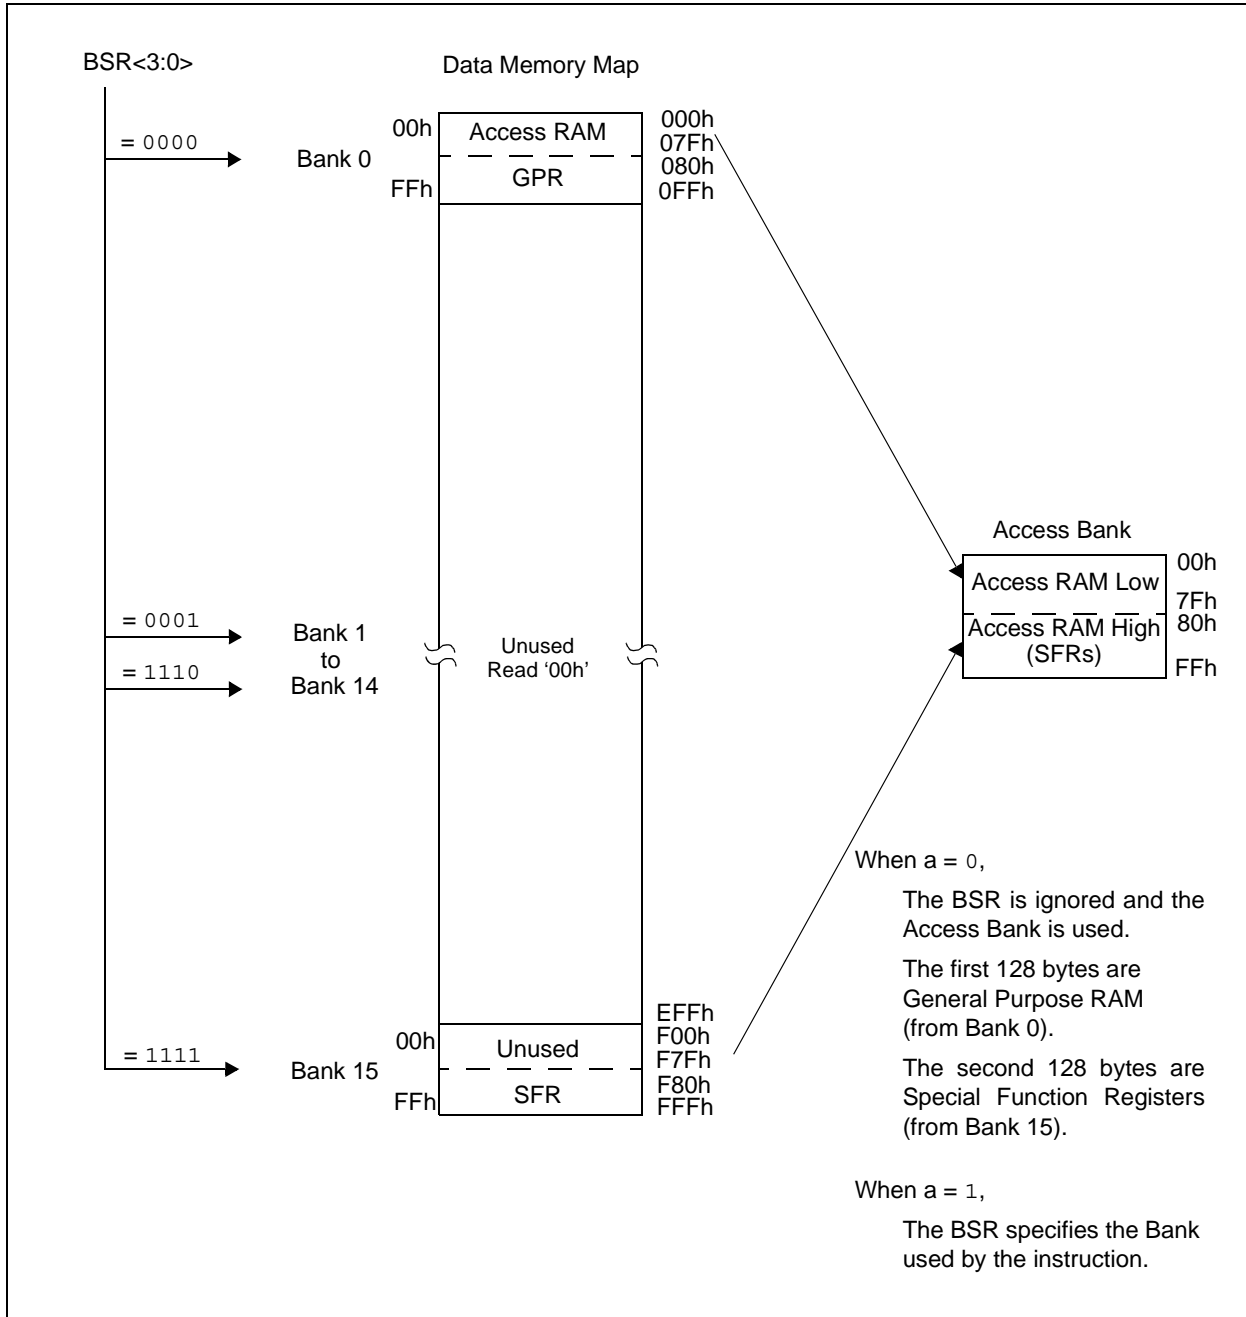 BSR<3:0>
Data Memory Map
= 0000
Bank 0
00h
FFh
Access RAM
GPR
000h
07Fh
080h
0FFh
= 0001
= 1110
Bank 1
to
Bank 14
Unused
Read ‘00h’
Access Bank
Access RAM Low
Access RAM High
(SFRs)
00h
7Fh
80h
FFh
= 1111
Bank 15
00h
FFh
Unused
SFR
EFFh
F00h
F7Fh
F80h
FFFh
When a = 0,
The BSR is ignored and the
Access Bank is used.
The first 128 bytes are
General Purpose RAM
(from Bank 0).
The second 128 bytes are
Special Function Registers
(from Bank 15).
When a = 1,
The BSR specifies the Bank
used by the instruction.